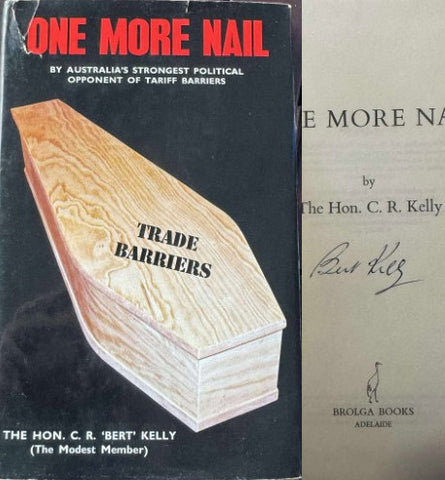 ONE MORE NAIL
BY AUSTRALIA'S STRONGEST POLITICAL
OPPONENT OF TARIFF BARRIERS
TRADE
BARRIERS
THE HON. C. R. 'BERT' KELLY
(The Modest Member)
E MORE NA
by
The Hon. C. R. Kelly
Bert Kelly
BROLGA BOOKS
ADELAIDE